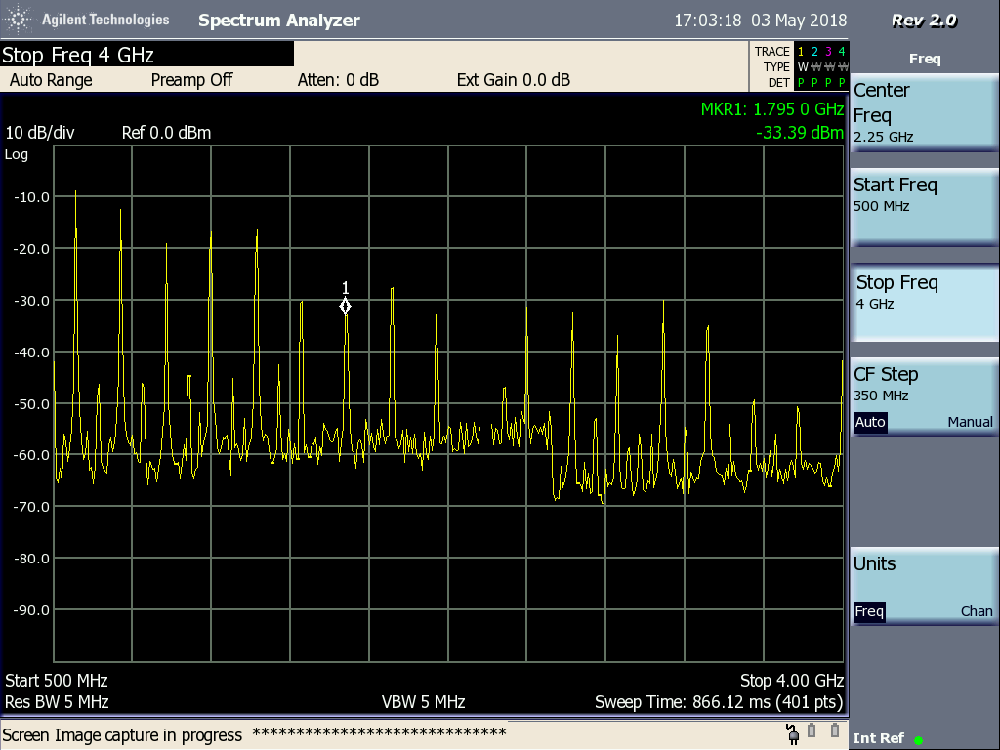 Agilent Technologies Spectrum Analyzer 17:03:18 03 May 2018 Rev 2.0
Stop Freq 4 GHz
Auto Range Preamp Off Atten: 0 dB Ext Gain 0.0 dB
TRACE 1 2 3 4
TYPE W W W W
DET P P P P
Freq
Center
Freq
2.25 GHz
Start Freq
500 MHz
Stop Freq
4 GHz
CF Step
350 MHz
Auto Manual
Units
Freq Chan
Int Ref
MKR1: 1.795 0 GHz
10 dB/div Ref 0.0 dBm -33.39 dBm
Log
-10.0
-20.0
1
-30.0
-40.0
-50.0
-60.0
-70.0
-80.0
-90.0
Start 500 MHz Stop 4.00 GHz
Res BW 5 MHz VBW 5 MHz Sweep Time: 866.12 ms (401 pts)
Screen Image capture in progress *****************************